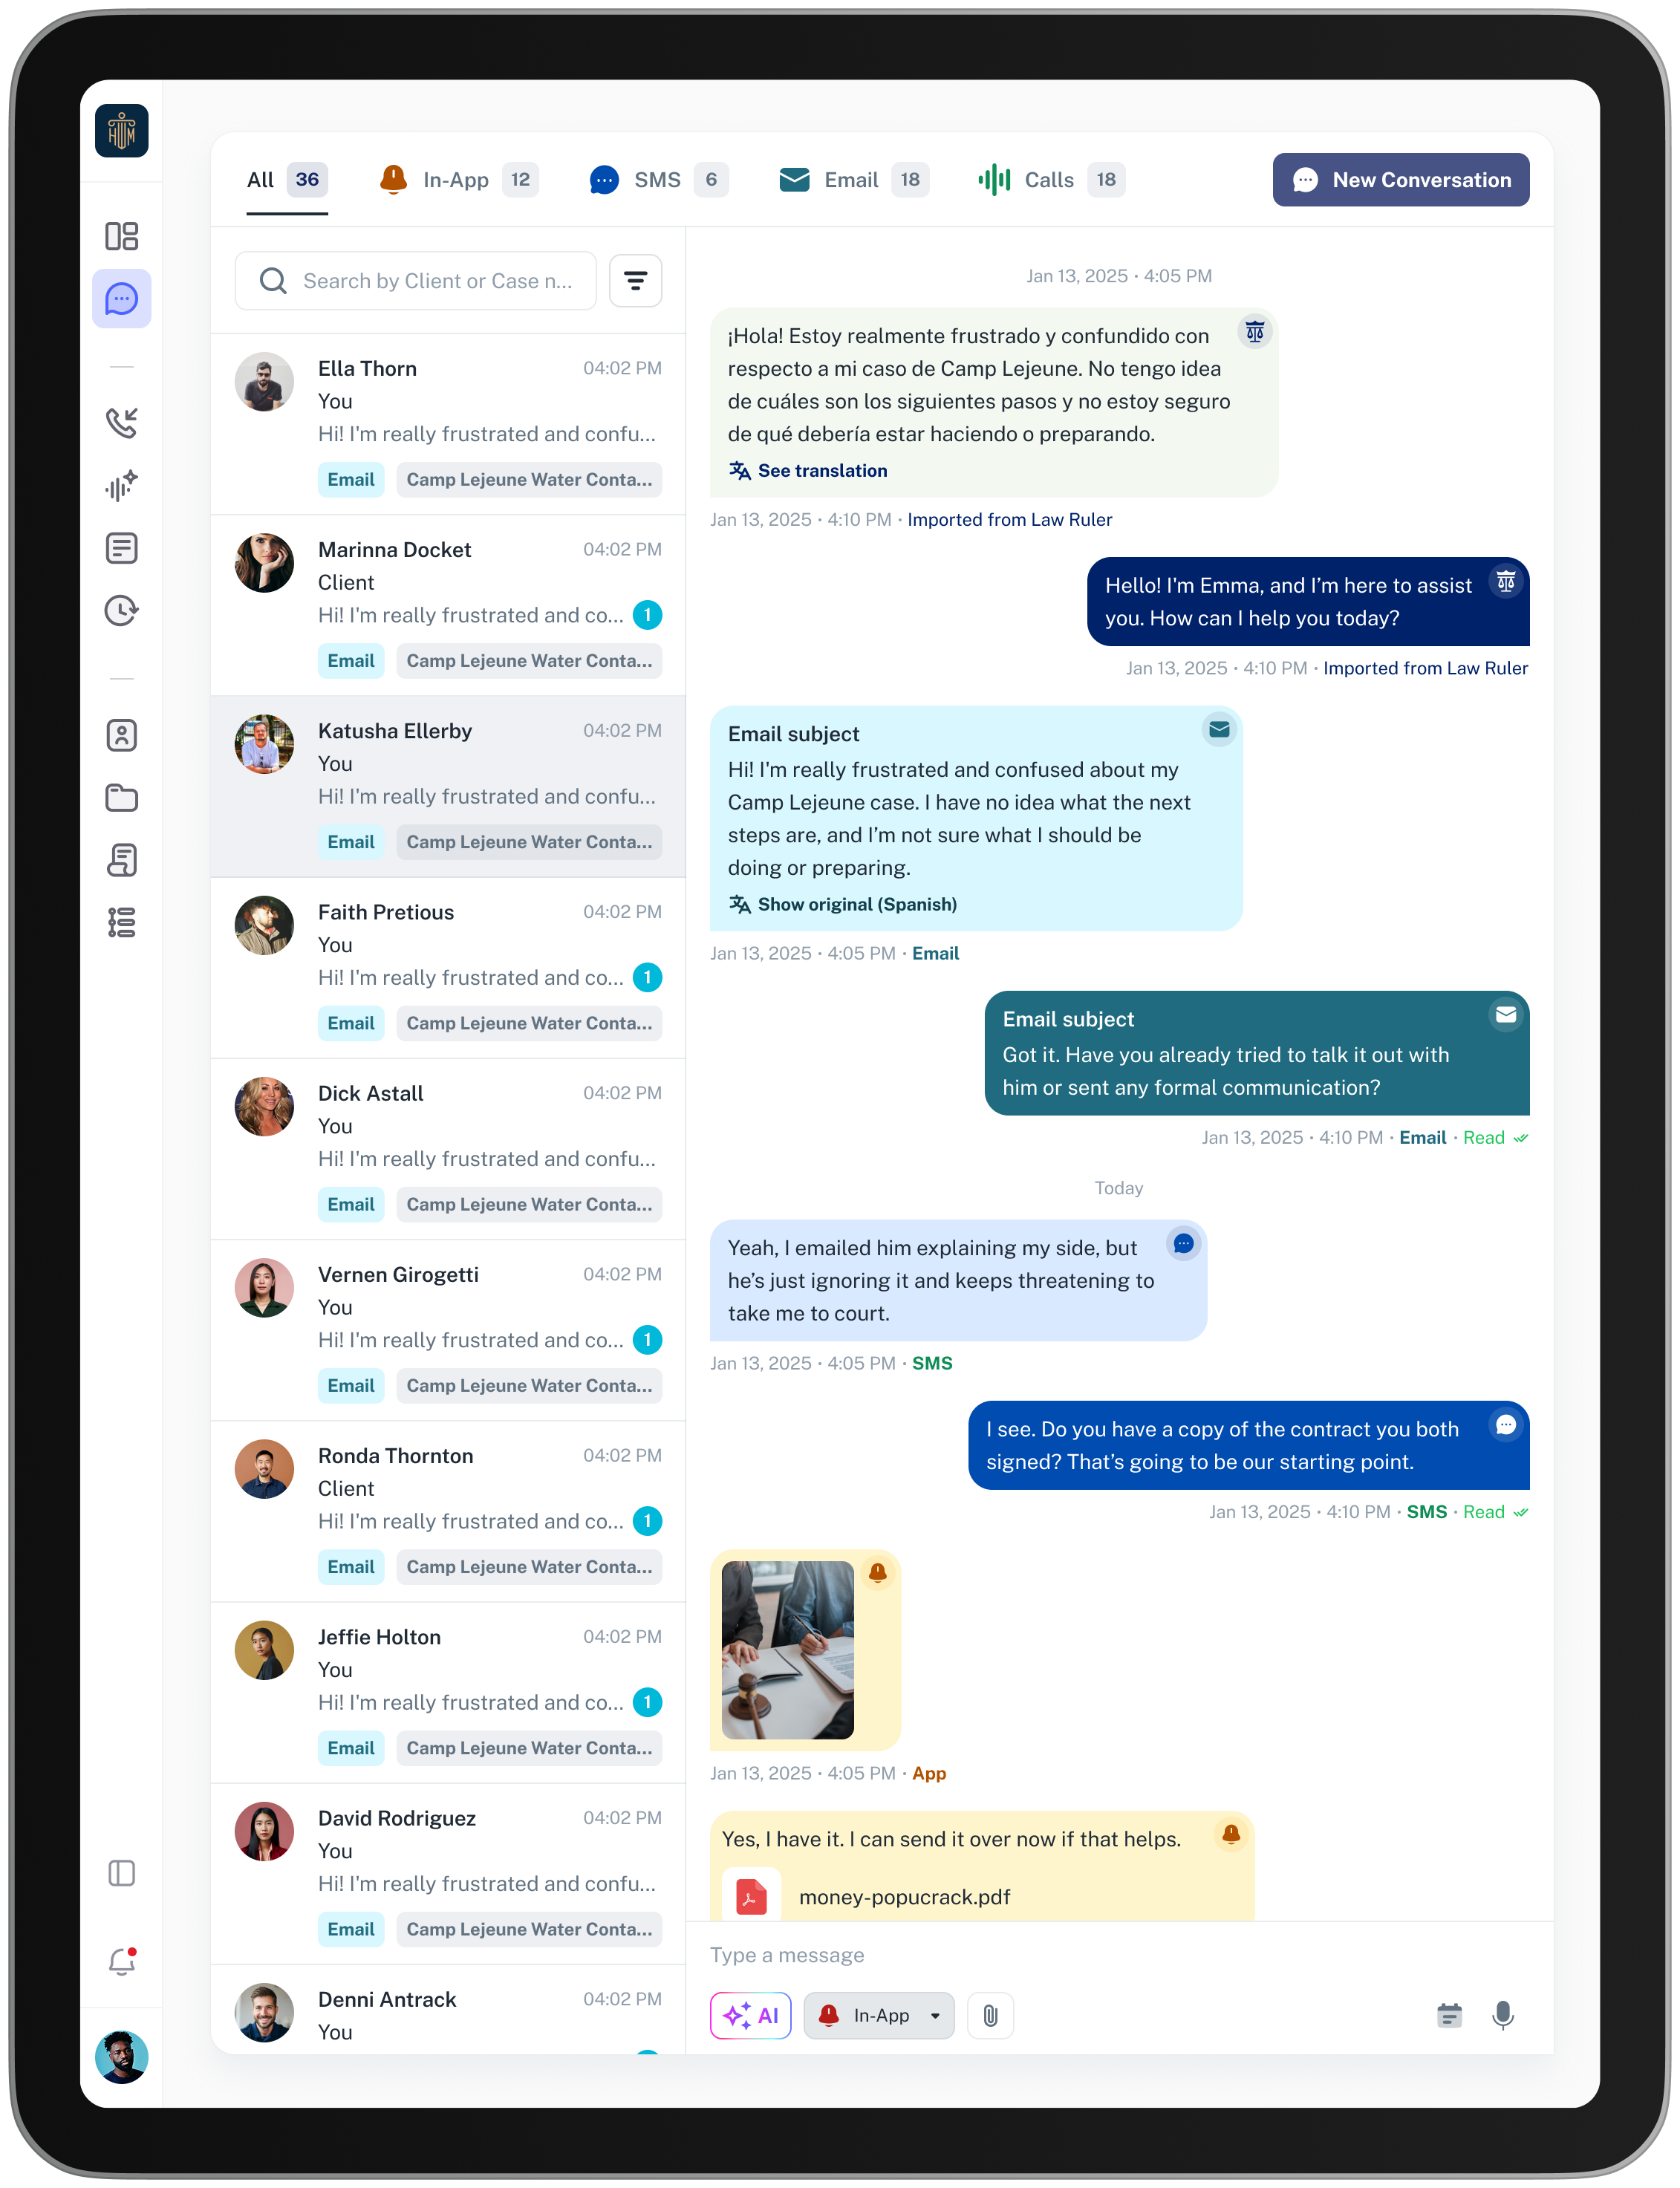 HM
All 36
In-App 12
SMS 6
Email 18
Calls 18
New Conversation
Search by Client or Case n...
Ella Thorn 04:02 PM
You
Hi! I'm really frustrated and confu...
Email Camp Lejeune Water Conta...
Marinna Docket 04:02 PM
Client
Hi! I'm really frustrated and co... 1
Email Camp Lejeune Water Conta...
Katusha Ellerby 04:02 PM
You
Hi! I'm really frustrated and confu...
Email Camp Lejeune Water Conta...
Faith Pretious 04:02 PM
You
Hi! I'm really frustrated and co... 1
Email Camp Lejeune Water Conta...
Dick Astall 04:02 PM
You
Hi! I'm really frustrated and confu...
Email Camp Lejeune Water Conta...
Vernen Girogetti 04:02 PM
You
Hi! I'm really frustrated and co... 1
Email Camp Lejeune Water Conta...
Ronda Thornton 04:02 PM
Client
Hi! I'm really frustrated and co... 1
Email Camp Lejeune Water Conta...
Jeffie Holton 04:02 PM
You
Hi! I'm really frustrated and co... 1
Email Camp Lejeune Water Conta...
David Rodriguez 04:02 PM
You
Hi! I'm really frustrated and confu...
Email Camp Lejeune Water Conta...
Denni Antrack 04:02 PM
You
Jan 13, 2025 • 4:05 PM
¡Hola! Estoy realmente frustrado y confundido con
respecto a mi caso de Camp Lejeune. No tengo idea
de cuáles son los siguientes pasos y no estoy seguro
de qué debería estar haciendo o preparando.
See translation
Jan 13, 2025 • 4:10 PM • Imported from Law Ruler
Hello! I'm Emma, and I’m here to assist
you. How can I help you today?
Jan 13, 2025 • 4:10 PM • Imported from Law Ruler
Email subject
Hi! I'm really frustrated and confused about my
Camp Lejeune case. I have no idea what the next
steps are, and I’m not sure what I should be
doing or preparing.
Show original (Spanish)
Jan 13, 2025 • 4:05 PM • Email
Email subject
Got it. Have you already tried to talk it out with
him or sent any formal communication?
Jan 13, 2025 • 4:10 PM • Email • Read
Today
Yeah, I emailed him explaining my side, but
he’s just ignoring it and keeps threatening to
take me to court.
Jan 13, 2025 • 4:05 PM • SMS
I see. Do you have a copy of the contract you both
signed? That’s going to be our starting point.
Jan 13, 2025 • 4:10 PM • SMS • Read
Jan 13, 2025 • 4:05 PM • App
Yes, I have it. I can send it over now if that helps.
money-popucrack.pdf
Type a message
AI
In-App